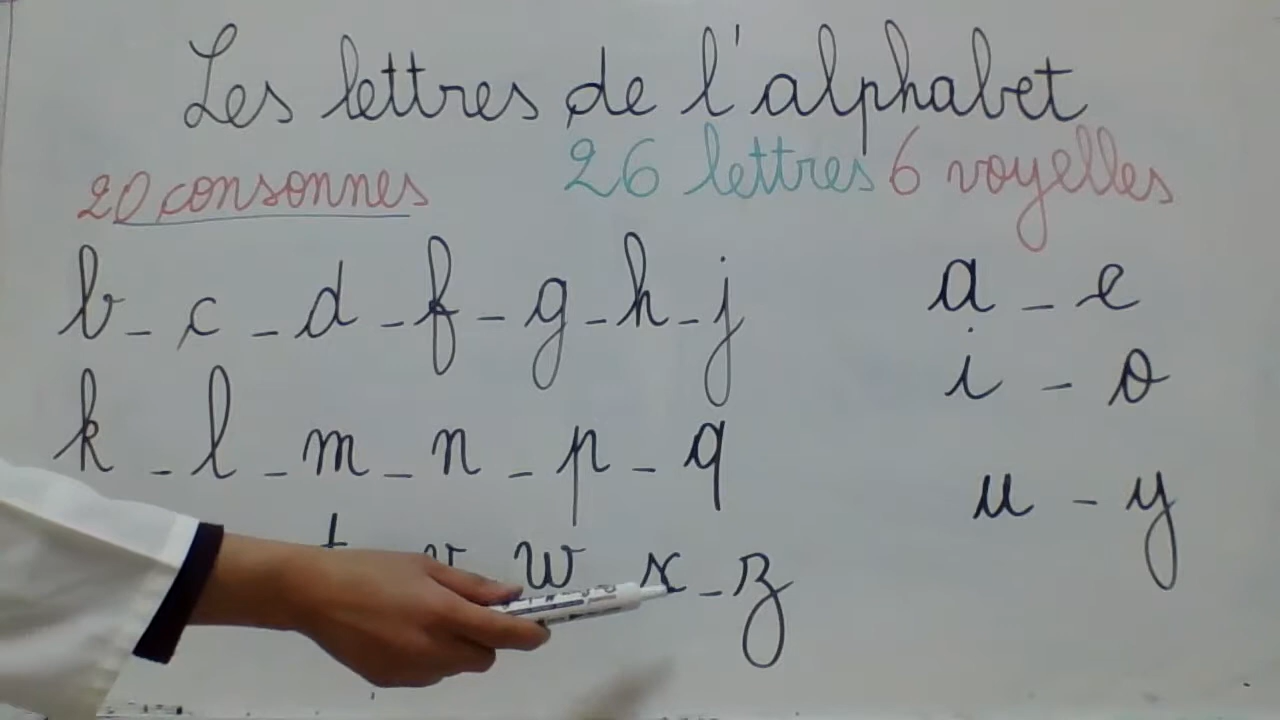 Les lettres de l'alphabet
20 consonnes 26 lettres 6 voyelles
b - c - d - f - g - h - j a - e
k - l - m - n - p - q i - o
t v w x - z u - y